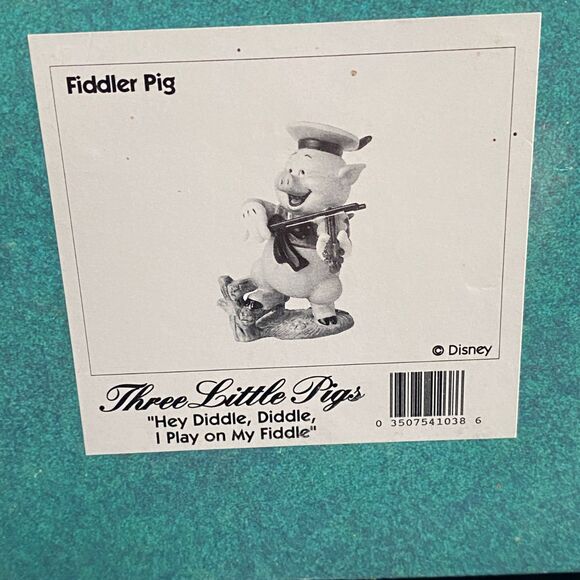 Fiddler Pig
© Disney
Three Little Pigs
"Hey Diddle, Diddle,
I Play on My Fiddle"
0 3507541038 6